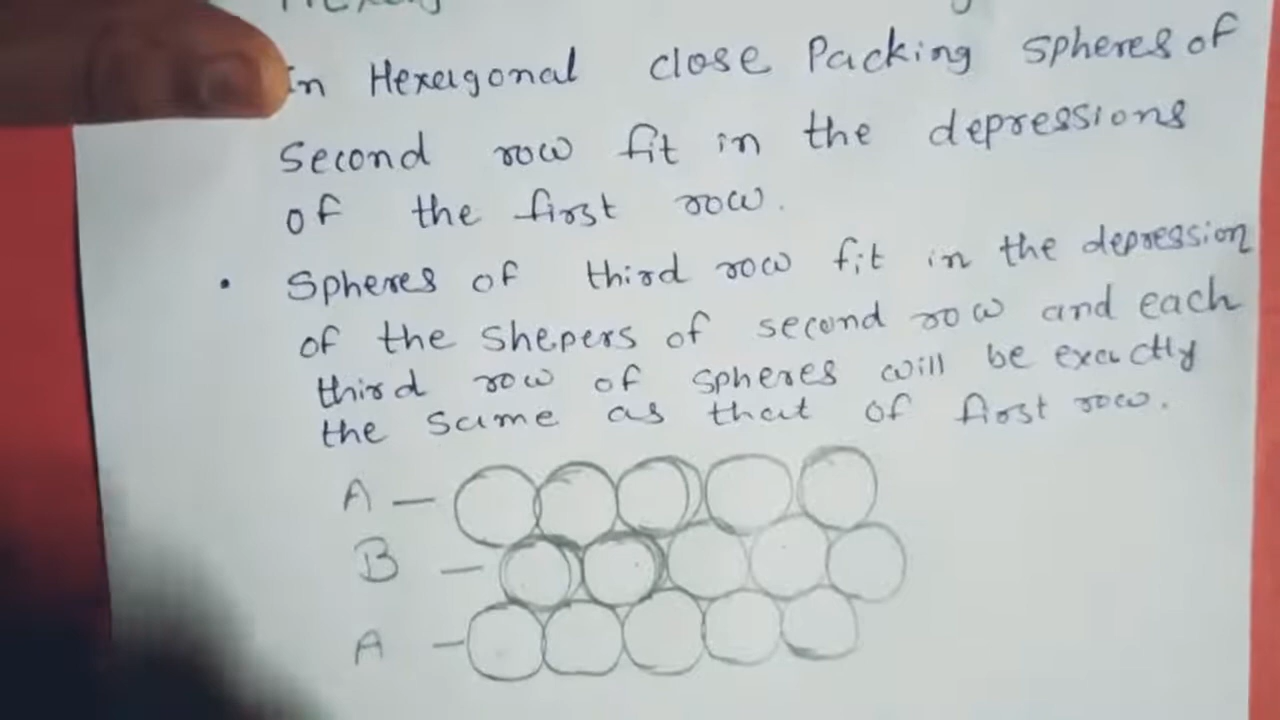 In Hexagonal close Packing spheres of
Second row fit in the depressions
of the first row.
• Spheres of third row fit in the depression
of the shepers of second row and each
third row of spheres will be exactly
the same as that of first row.
A —
B —
A —